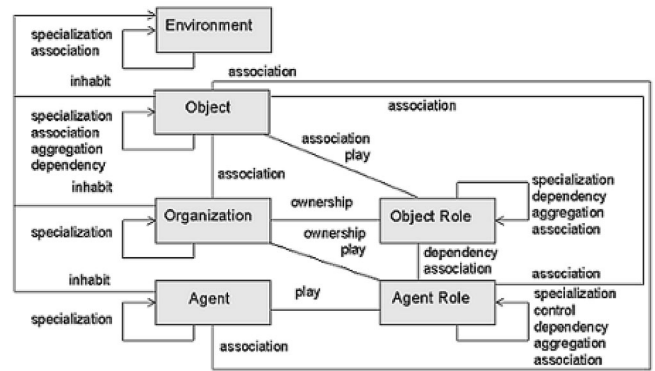 Environment
specialization
association
inhabit
association
Object
association
specialization
association
aggregation
dependency
association
play
inhabit
association
specialization
dependency
aggregation
association
Organization
ownership
Object Role
specialization
ownership
play
dependency
association
inhabit
association
Agent
play
Agent Role
specialization
specialization
control
dependency
aggregation
association
association